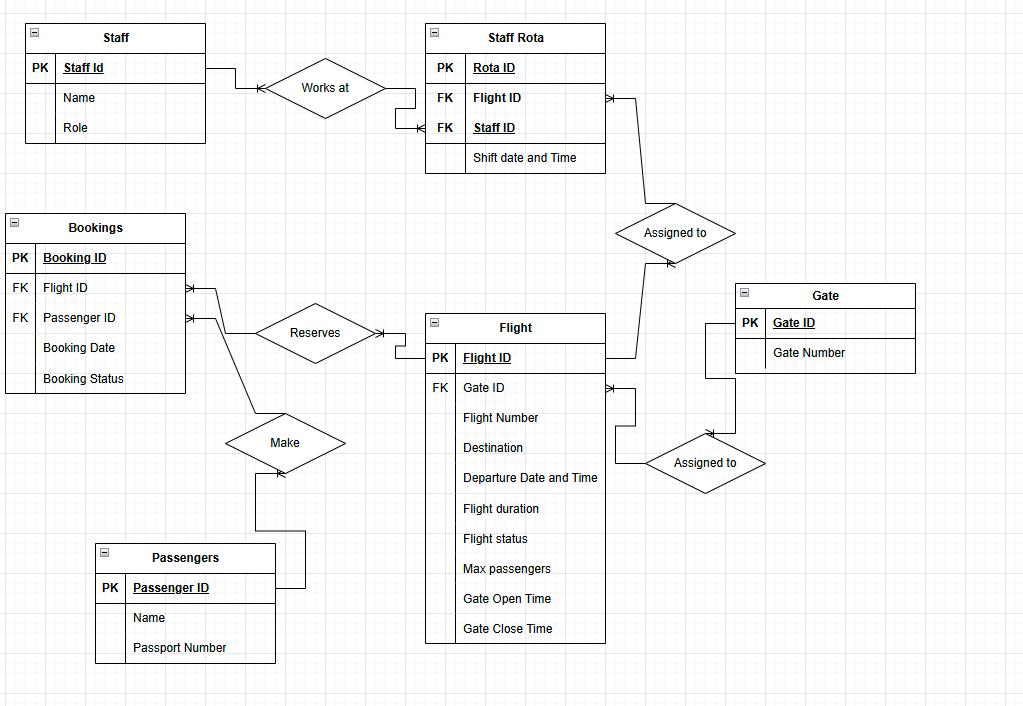 Staff
PK Staff Id
Name
Role
Works at
Staff Rota
PK Rota ID
FK Flight ID
FK Staff ID
Shift date and Time
Assigned to
Bookings
PK Booking ID
FK Flight ID
FK Passenger ID
Booking Date
Booking Status
Reserves
Make
Flight
PK Flight ID
FK Gate ID
Flight Number
Destination
Departure Date and Time
Flight duration
Flight status
Max passengers
Gate Open Time
Gate Close Time
Gate
PK Gate ID
Gate Number
Assigned to
Passengers
PK Passenger ID
Name
Passport Number